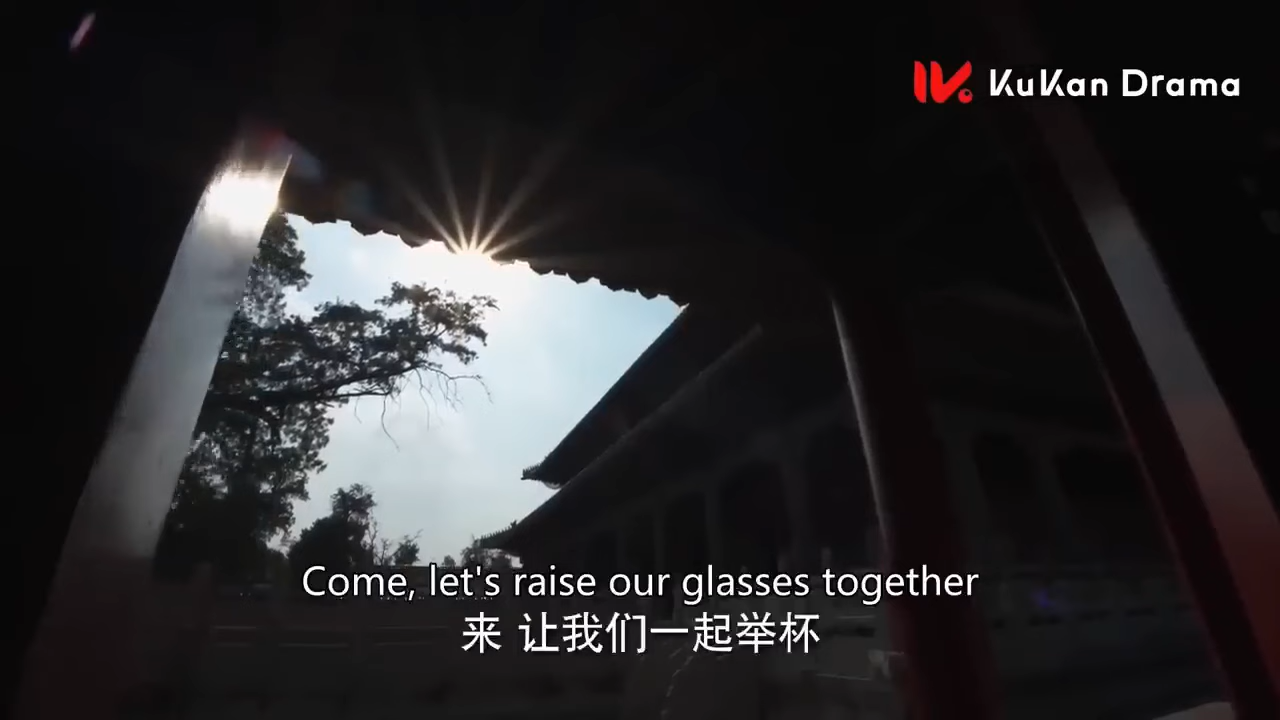 KuKan Drama
Come, let's raise our glasses together
来 让我们一起举杯